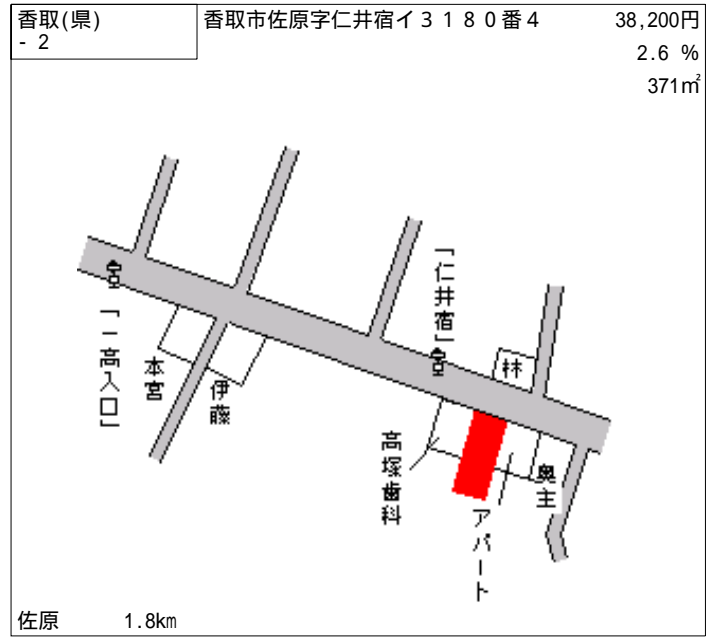 香取(県)
- 2
香取市佐原字仁井宿イ３１８０番４
38,200円
2.6 %
371㎡
「仁井宿」
「一高入口」
本宮
伊藤
林
高塚歯科
アパート
奥主
佐原 1.8km